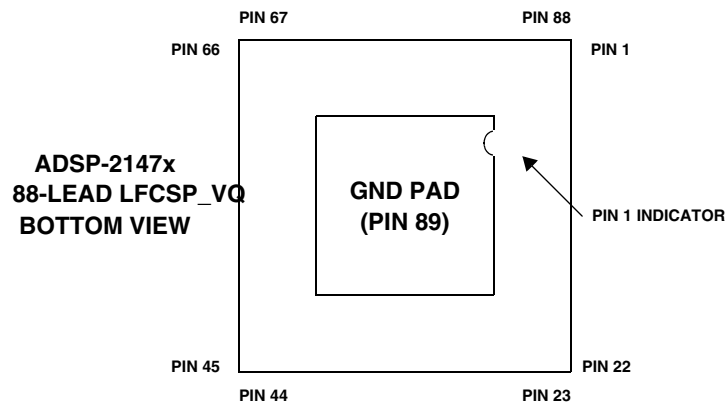 PIN 67
PIN 88
PIN 66
PIN 1
ADSP-2147x
88-LEAD LFCSP_VQ
BOTTOM VIEW
GND PAD
(PIN 89)
PIN 1 INDICATOR
PIN 45
PIN 22
PIN 44
PIN 23